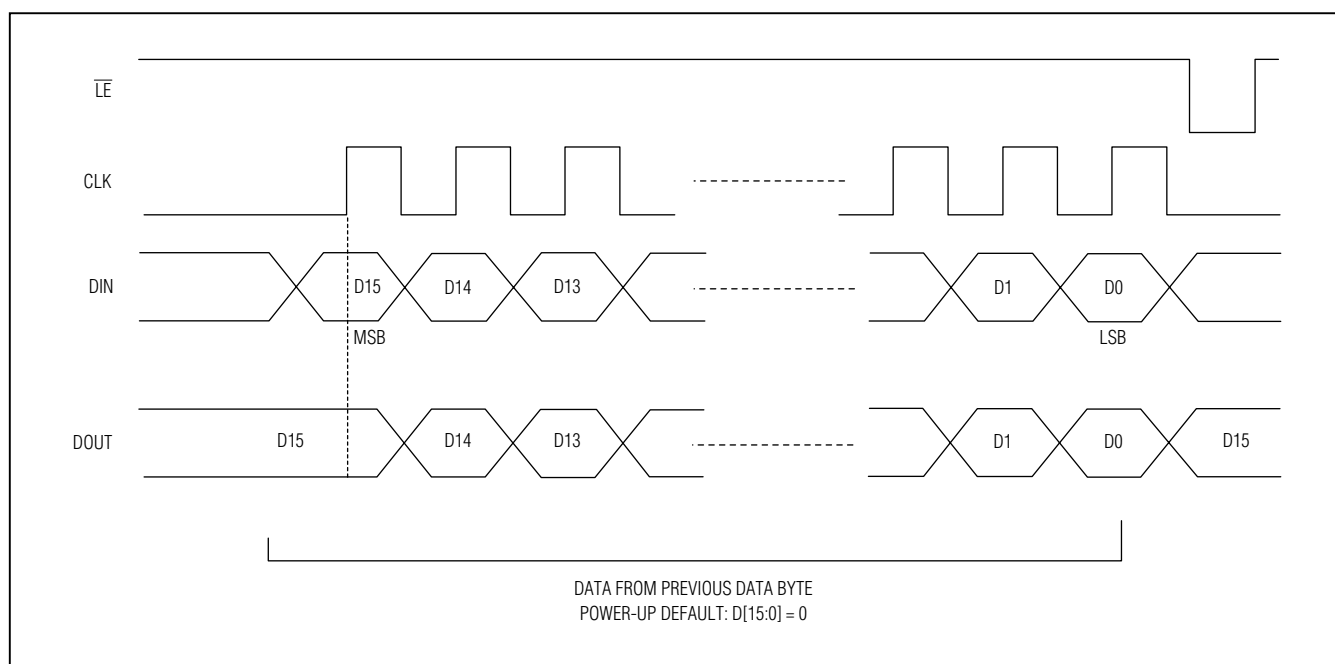 L̅E̅
CLK
DIN
D15
D14
D13
D1
D0
MSB
LSB
DOUT
D15
D14
D13
D1
D0
D15
DATA FROM PREVIOUS DATA BYTE
POWER-UP DEFAULT: D[15:0] = 0